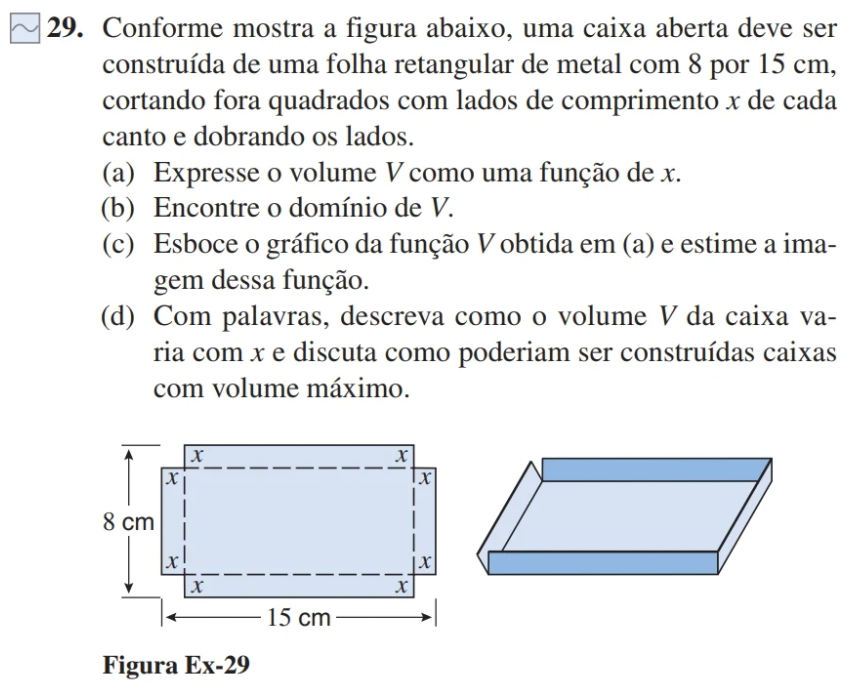 29. Conforme mostra a figura abaixo, uma caixa aberta deve ser
construída de uma folha retangular de metal com 8 por 15 cm,
cortando fora quadrados com lados de comprimento x de cada
canto e dobrando os lados.
(a) Expresse o volume V como uma função de x.
(b) Encontre o domínio de V.
(c) Esboce o gráfico da função V obtida em (a) e estime a ima-
gem dessa função.
(d) Com palavras, descreva como o volume V da caixa va-
ria com x e discuta como poderiam ser construídas caixas
com volume máximo.
x x
x x
8 cm
x x
x x
15 cm
Figura Ex-29